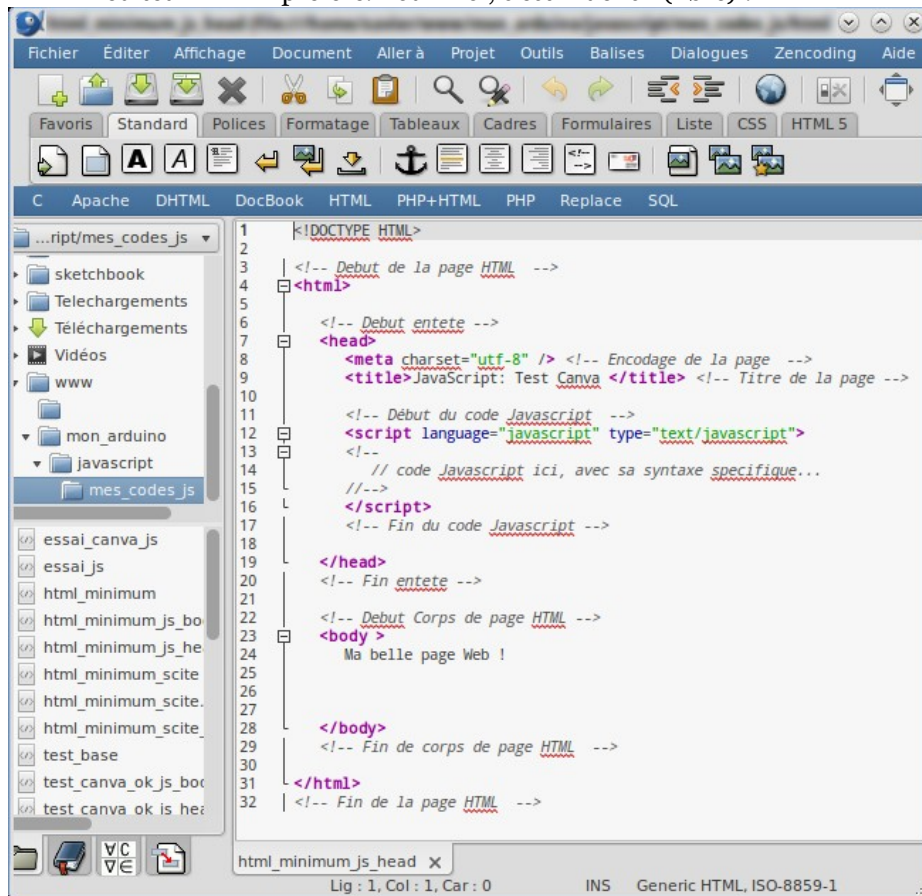 Fichier Éditer Affichage Document Aller à Projet Outils Balises Dialogues Zencoding Aide
Favoris Standard Polices Formatage Tableaux Cadres Formulaires Liste CSS HTML 5
A A
C Apache DHTML DocBook HTML PHP+HTML PHP Replace SQL
...ript/mes_codes_js
sketchbook
Telechargements
Téléchargements
Vidéos
www
mon_arduino
javascript
mes_codes_js
essai_canva_js
essai_js
html_minimum
html_minimum_js_bo
html_minimum_js_he
html_minimum_scite
html_minimum_scite.
html_minimum_scite_
test_base
test_canva_ok_js_bo
test_canva_ok_js_hea
1 <!DOCTYPE HTML>
2
3 <!-- Debut de la page HTML -->
4 <html>
5
6 <!-- Debut entete -->
7 <head>
8 <meta charset="utf-8" /> <!-- Encodage de la page -->
9 <title>JavaScript: Test Canva </title> <!-- Titre de la page -->
10
11 <!-- Début du code Javascript -->
12 <script language="javascript" type="text/javascript">
13 <!--
14 // code Javascript ici, avec sa syntaxe specifique...
15 //-->
16 </script>
17 <!-- Fin du code Javascript -->
18
19 </head>
20 <!-- Fin entete -->
21
22 <!-- Debut Corps de page HTML -->
23 <body >
24 Ma belle page Web !
25
26
27
28 </body>
29 <!-- Fin de corps de page HTML -->
30
31 </html>
32 <!-- Fin de la page HTML -->
∀ C
∇ ∈
html_minimum_js_head
Lig : 1, Col : 1, Car : 0 INS Generic HTML, ISO-8859-1